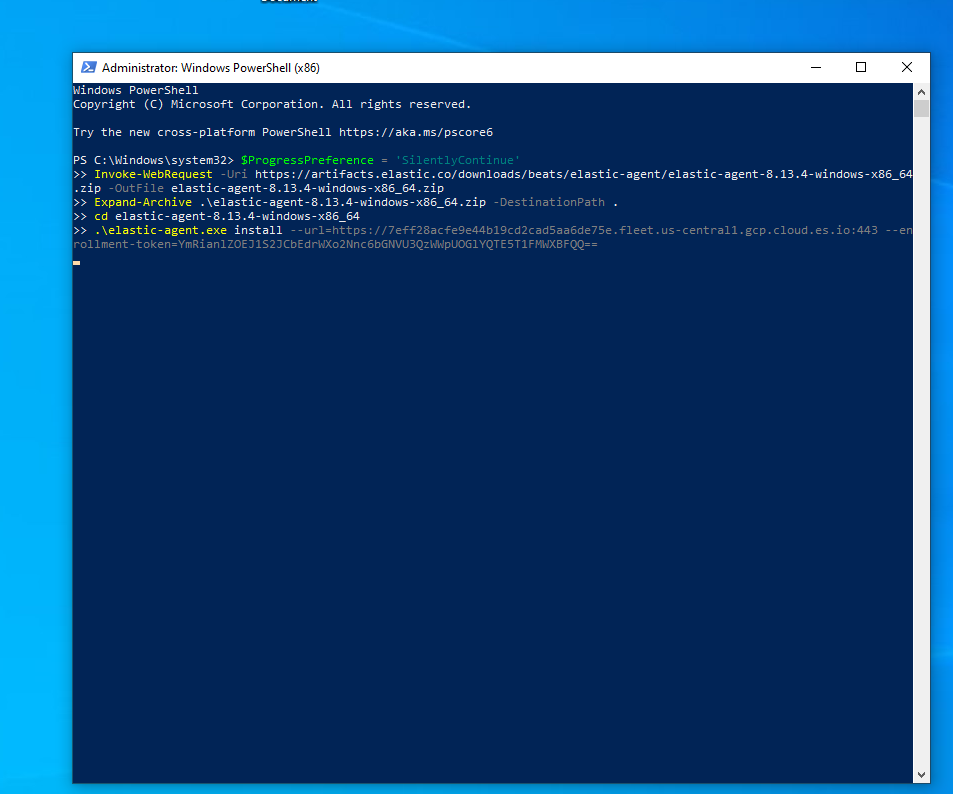 Administrator: Windows PowerShell (x86)
Windows PowerShell
Copyright (C) Microsoft Corporation. All rights reserved.
Try the new cross-platform PowerShell https://aka.ms/pscore6
PS C:\Windows\system32> $ProgressPreference = 'SilentlyContinue'
>> Invoke-WebRequest -Uri https://artifacts.elastic.co/downloads/beats/elastic-agent/elastic-agent-8.13.4-windows-x86_64
.zip -OutFile elastic-agent-8.13.4-windows-x86_64.zip
>> Expand-Archive .\elastic-agent-8.13.4-windows-x86_64.zip -DestinationPath .
>> cd elastic-agent-8.13.4-windows-x86_64
>> .\elastic-agent.exe install --url=https://7eff28acfe9e44b19cd2cad5aa6de75e.fleet.us-central1.gcp.cloud.es.io:443 --en
rollment-token=YmRianlZOEJ1S2JCbEdrWXo2Nnc6bGNVU3QzWWpUOGlYQTE5T1FMWXBFQQ==